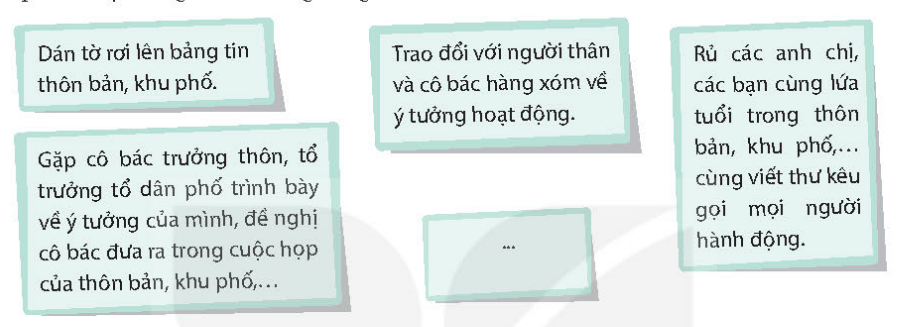 Dán tờ rơi lên bảng tin
thôn bản, khu phố.
Gặp cô bác trưởng thôn, tổ
trưởng tổ dân phố trình bày
về ý tưởng của mình, đề nghị
cô bác đưa ra trong cuộc họp
của thôn bản, khu phố,...
Trao đổi với người thân
và cô bác hàng xóm về
ý tưởng hoạt động.
...
Rủ các anh chị,
các bạn cùng lứa
tuổi trong thôn
bản, khu phố,...
cùng viết thư kêu
gọi mọi người
hành động.